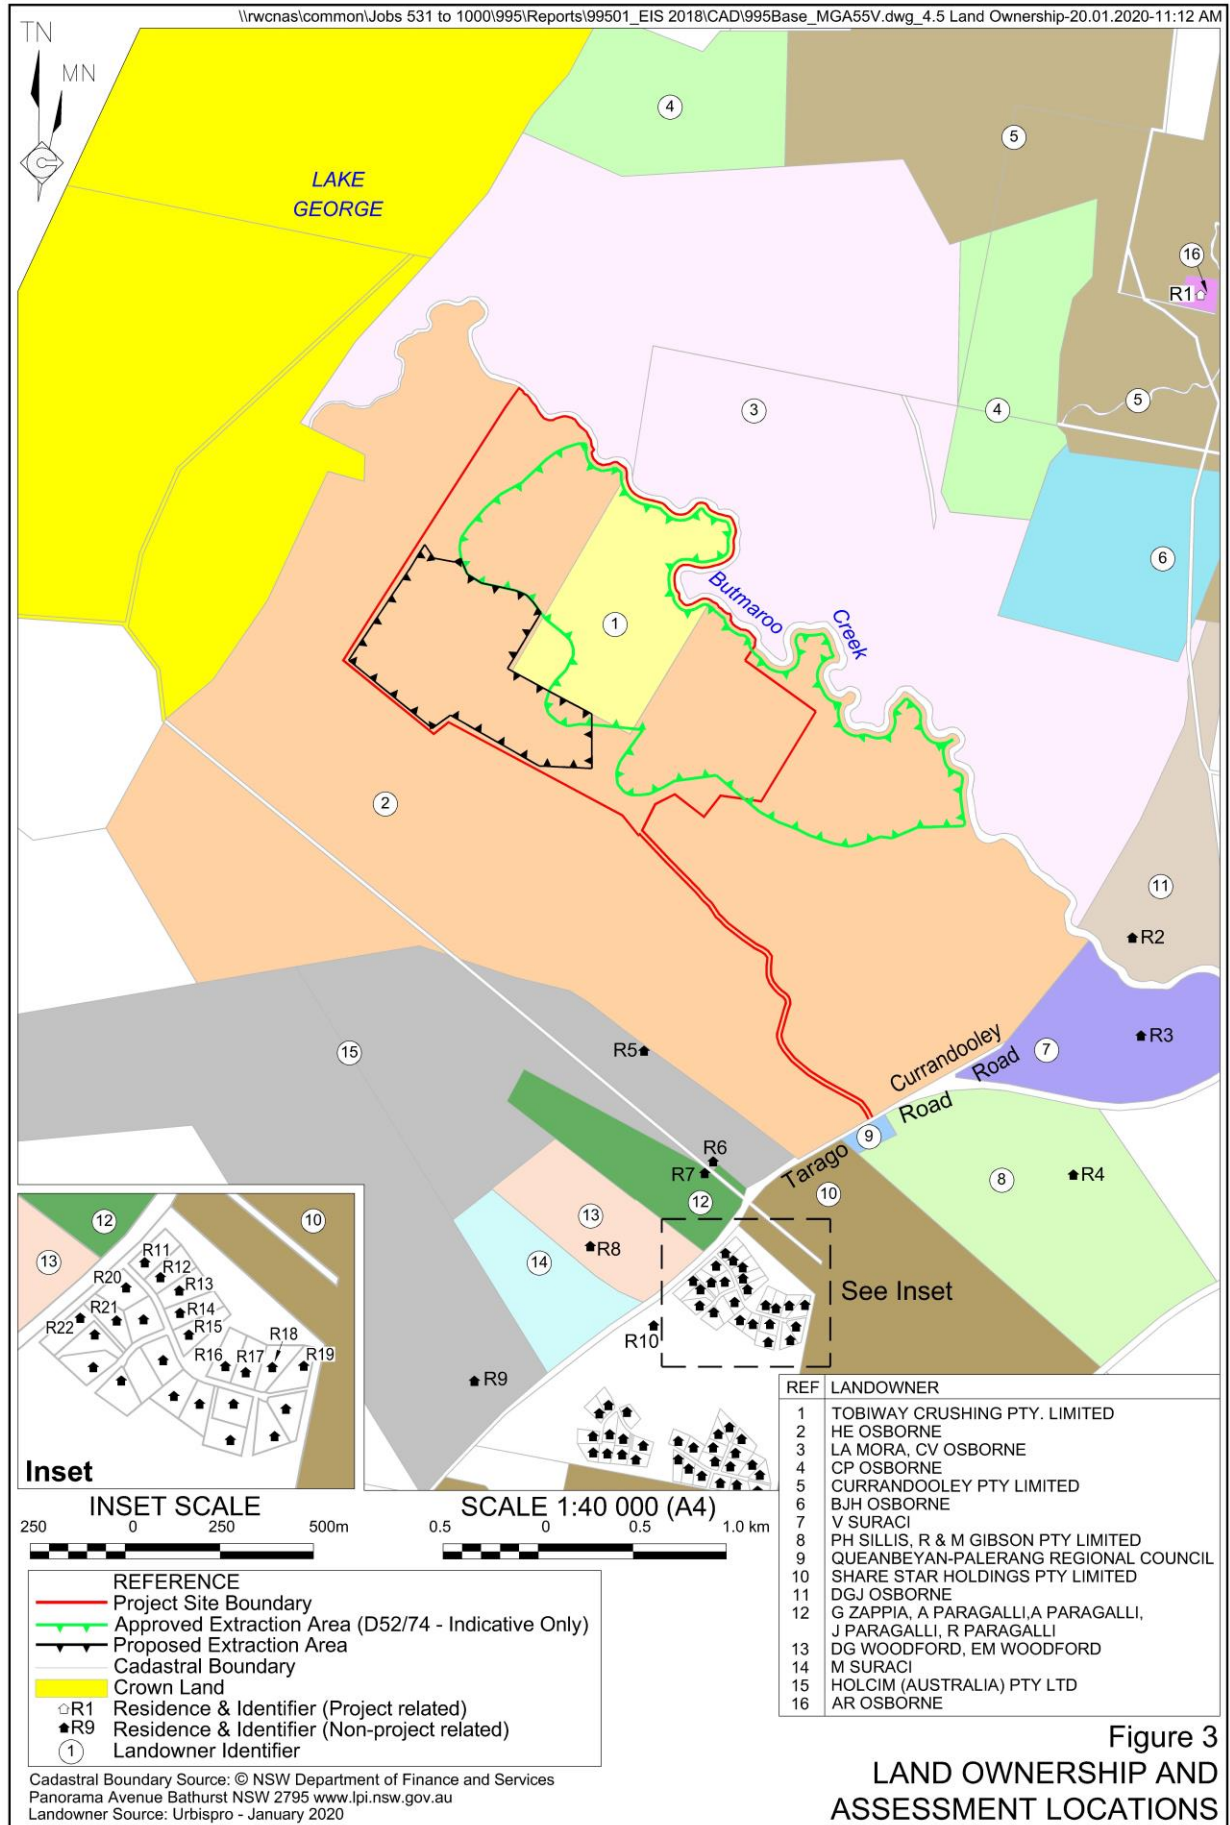 \\rwcnas\common\Jobs 531 to 1000\995\Reports\99501_EIS 2018\CAD\995Base_MGA55V.dwg_4.5 Land Ownership-20.01.2020-11:12 AM
TN
MN
LAKE
GEORGE
4
5
16
R1
3
4
5
6
1
Butmaroo
Creek
2
11
R2
15
R5
Currandooley
Road
7
R3
Road
9
R6
Tarago
R7
12
10
8
R4
13
R8
14
See Inset
R10
R9
12
10
13
R11
R12
R20
R13
R21
R14
R22
R15
R18
R16
R17
R19
Inset
INSET SCALE
250 0 250 500m
SCALE 1:40 000 (A4)
0.5 0 0.5 1.0 km
REFERENCE
Project Site Boundary
Approved Extraction Area (D52/74 - Indicative Only)
Proposed Extraction Area
Cadastral Boundary
Crown Land
R1 Residence & Identifier (Project related)
R9 Residence & Identifier (Non-project related)
1 Landowner Identifier
Cadastral Boundary Source: © NSW Department of Finance and Services
Panorama Avenue Bathurst NSW 2795 www.lpi.nsw.gov.au
Landowner Source: Urbispro - January 2020
REF LANDOWNER
1 TOBIWAY CRUSHING PTY. LIMITED
2 HE OSBORNE
3 LA MORA, CV OSBORNE
4 CP OSBORNE
5 CURRANDOOLEY PTY LIMITED
6 BJH OSBORNE
7 V SURACI
8 PH SILLIS, R & M GIBSON PTY LIMITED
9 QUEANBEYAN-PALERANG REGIONAL COUNCIL
10 SHARE STAR HOLDINGS PTY LIMITED
11 DGJ OSBORNE
12 G ZAPPIA, A PARAGALLI,A PARAGALLI,
J PARAGALLI, R PARAGALLI
13 DG WOODFORD, EM WOODFORD
14 M SURACI
15 HOLCIM (AUSTRALIA) PTY LTD
16 AR OSBORNE
Figure 3
LAND OWNERSHIP AND
ASSESSMENT LOCATIONS